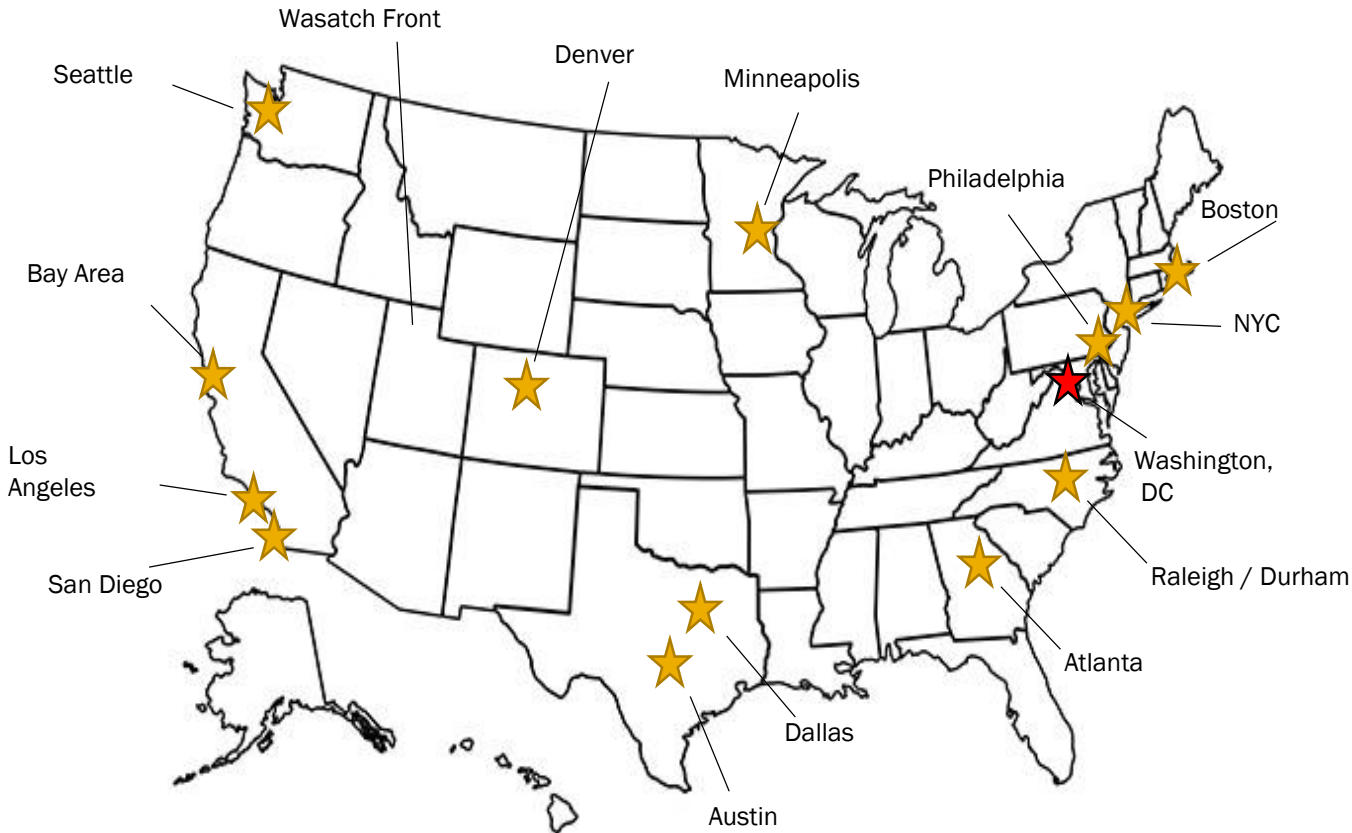 Wasatch Front
Denver
Seattle
Minneapolis
Philadelphia
Boston
Bay Area
NYC
Los
Angeles
Washington,
DC
San Diego
Raleigh / Durham
Atlanta
Dallas
Austin